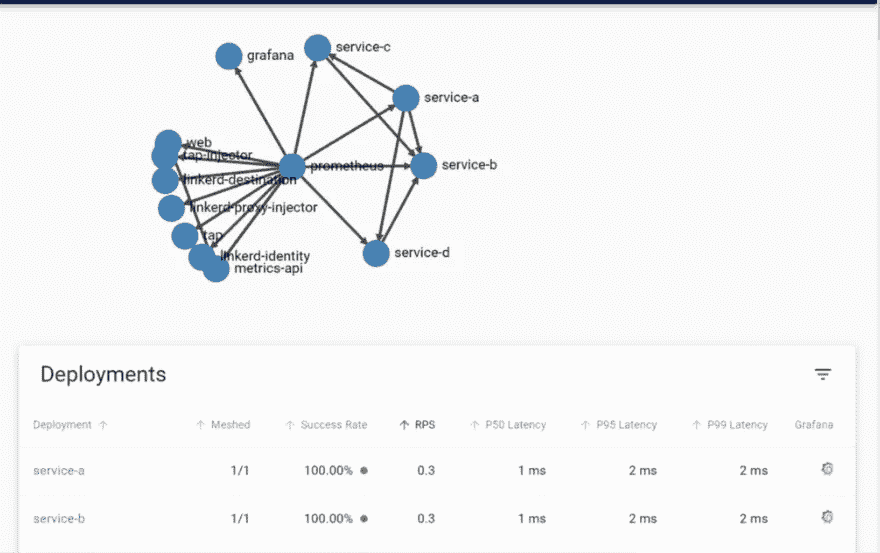 grafana
service-c
service-a
web
tap-injector
prometheus
service-b
linkerd-destination
linkerd-proxy-injector
tap
service-d
linkerd-identity
metrics-api
Deployments
Deployment ↑ ↑ Meshed ↑ Success Rate ↑ RPS ↑ P50 Latency ↑ P95 Latency ↑ P99 Latency Grafana
service-a 1/1 100.00% 0.3 1 ms 2 ms 2 ms
service-b 1/1 100.00% 0.3 1 ms 2 ms 2 ms